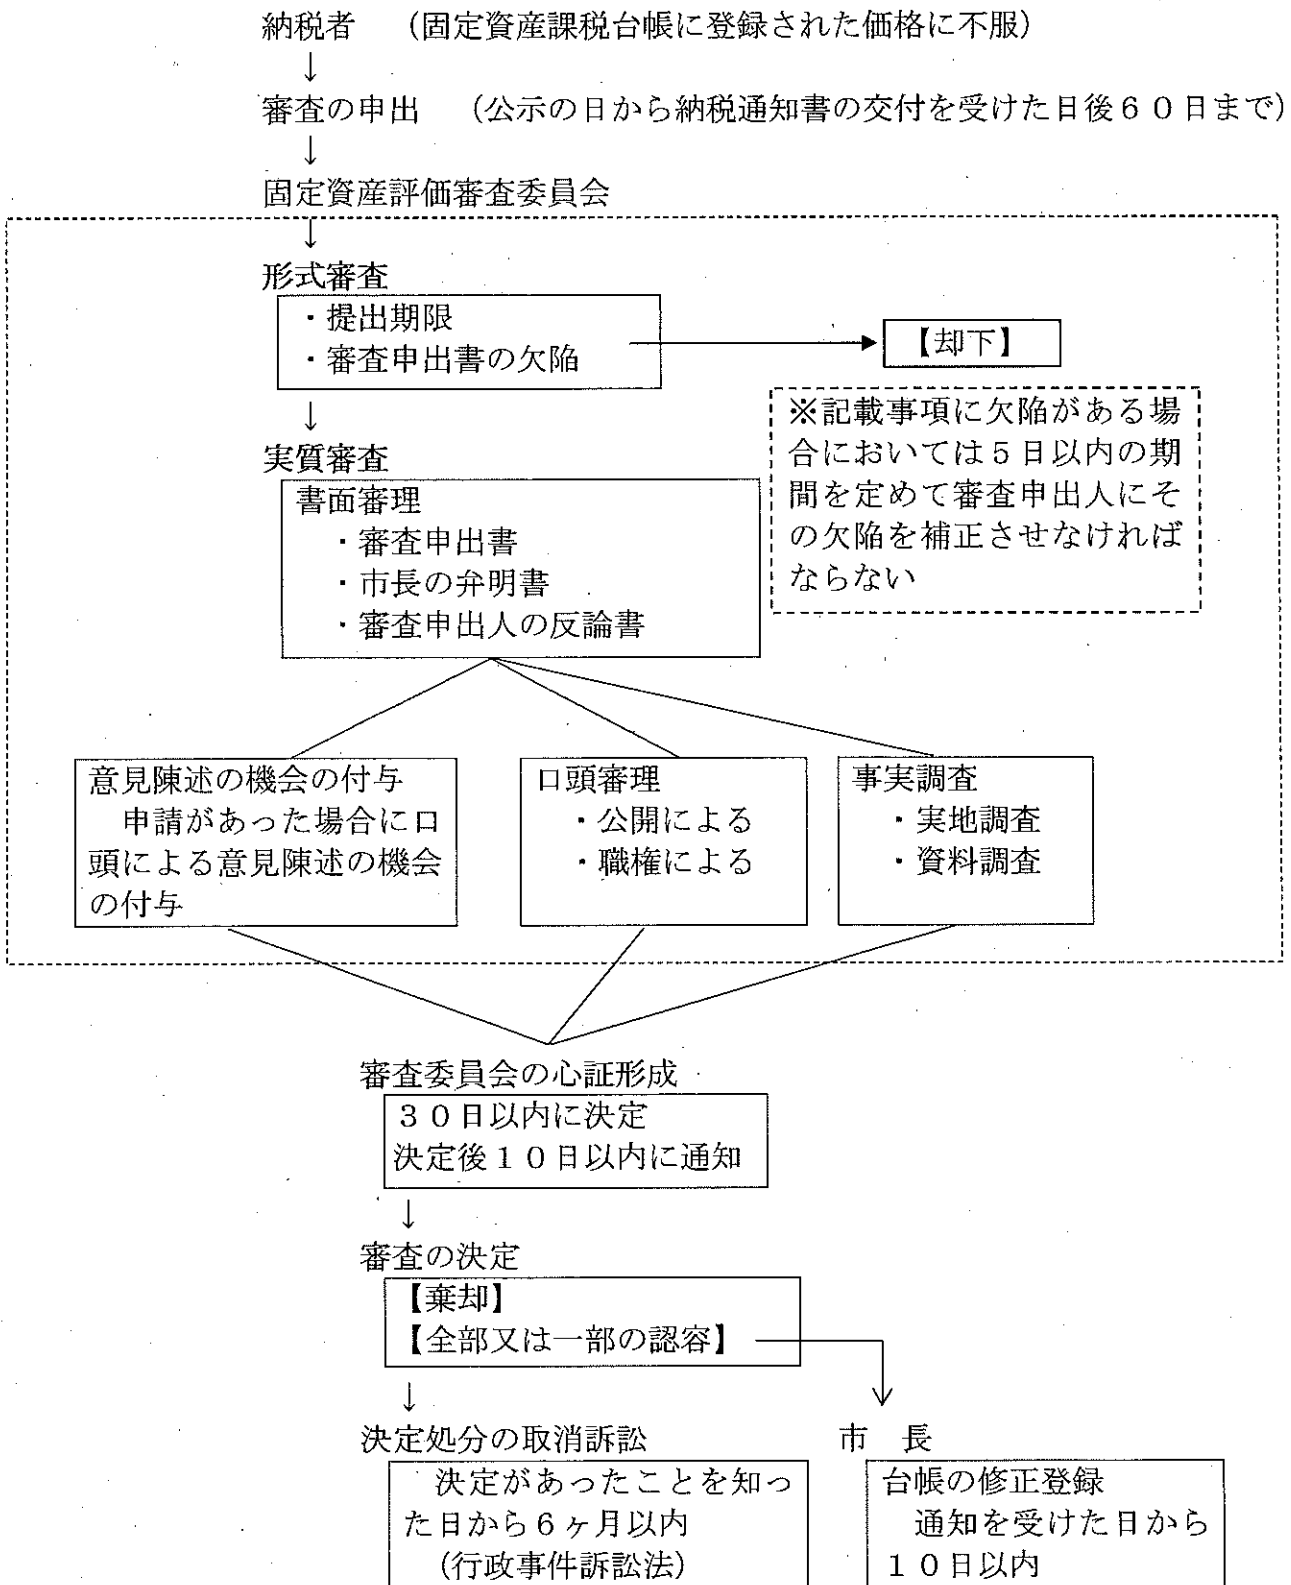 納税者　（固定資産課税台帳に登録された価格に不服）
↓
審査の申出　（公示の日から納税通知書の交付を受けた日後６０日まで）
↓
固定資産評価審査委員会
↓
形式審査
・提出期限
・審査申出書の欠陥
【却下】
※記載事項に欠陥がある場
合においては５日以内の期
間を定めて審査申出人にそ
の欠陥を補正させなければ
ならない
↓
実質審査
書面審理
・審査申出書
・市長の弁明書
・審査申出人の反論書
意見陳述の機会の付与
　申請があった場合に口
頭による意見陳述の機会
の付与
口頭審理
・公開による
・職権による
事実調査
・実地調査
・資料調査
審査委員会の心証形成
３０日以内に決定
決定後１０日以内に通知
↓
審査の決定
【棄却】
【全部又は一部の認容】
↓
決定処分の取消訴訟
　決定があったことを知っ
た日から６ヶ月以内
（行政事件訴訟法）
市　長
台帳の修正登録
　通知を受けた日から
１０日以内